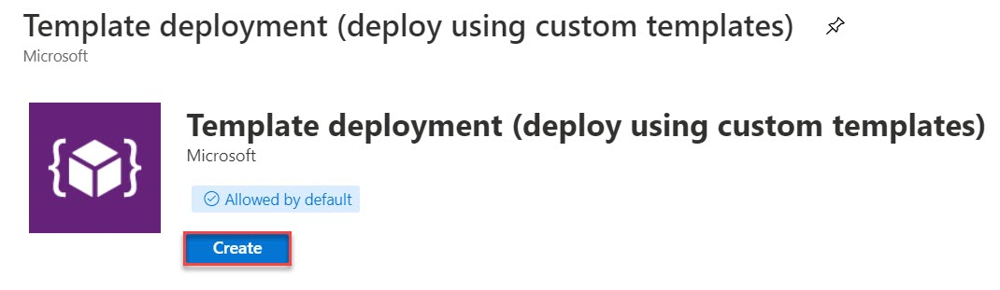 Template deployment (deploy using custom templates)
Microsoft
Template deployment (deploy using custom templates)
Microsoft
Allowed by default
Create